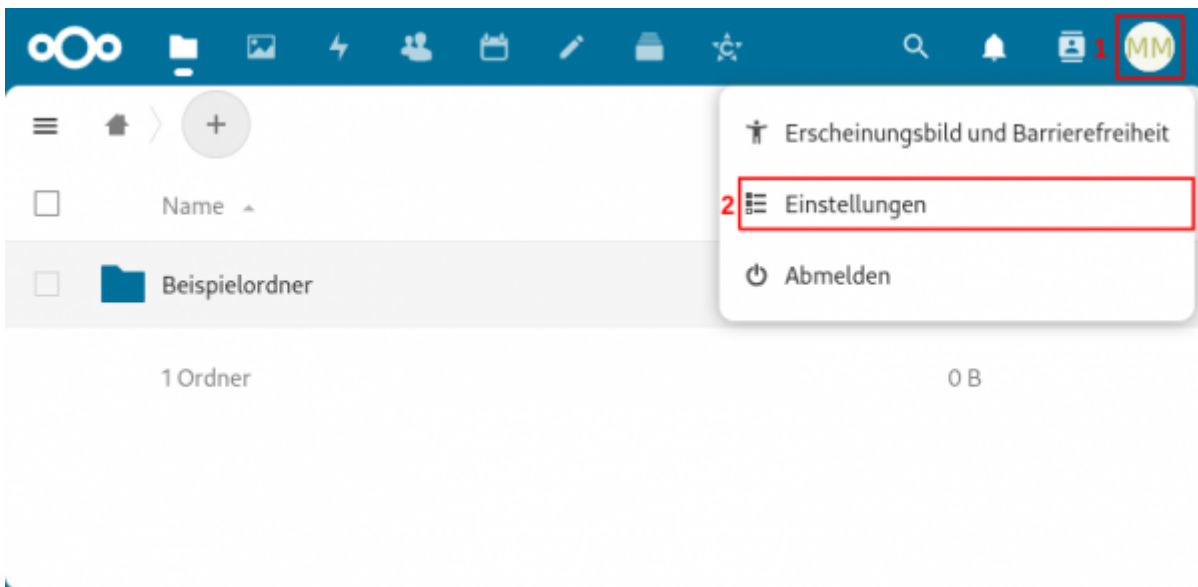 1 MM
Erscheinungsbild und Barrierefreiheit
Name
2 Einstellungen
Beispielordner
Abmelden
1 Ordner
0 B